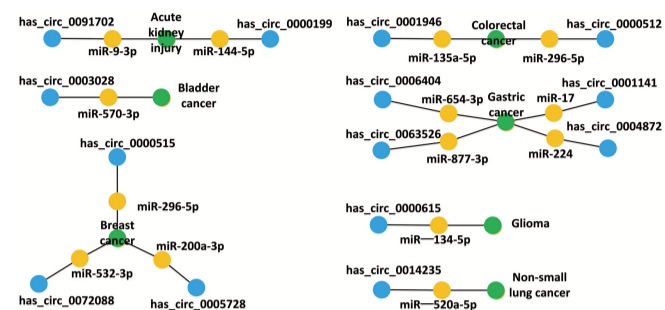 has_circ_0091702
Acute
kidney
injury
has_circ_0000199
miR-9-3p
miR-144-5p
has_circ_0003028
Bladder
cancer
miR-570-3p
has_circ_0000515
miR-296-5p
Breast
cancer
miR-200a-3p
miR-532-3p
has_circ_0072088
has_circ_0005728
has_circ_0001946
Colorectal
cancer
has_circ_0000512
miR-135a-5p
miR-296-5p
has_circ_0006404
has_circ_0001141
miR-654-3p
Gastric
cancer
miR-17
has_circ_0063526
has_circ_0004872
miR-877-3p
miR-224
has_circ_0000615
Glioma
miR—134-5p
has_circ_0014235
Non-small
lung cancer
miR—520a-5p